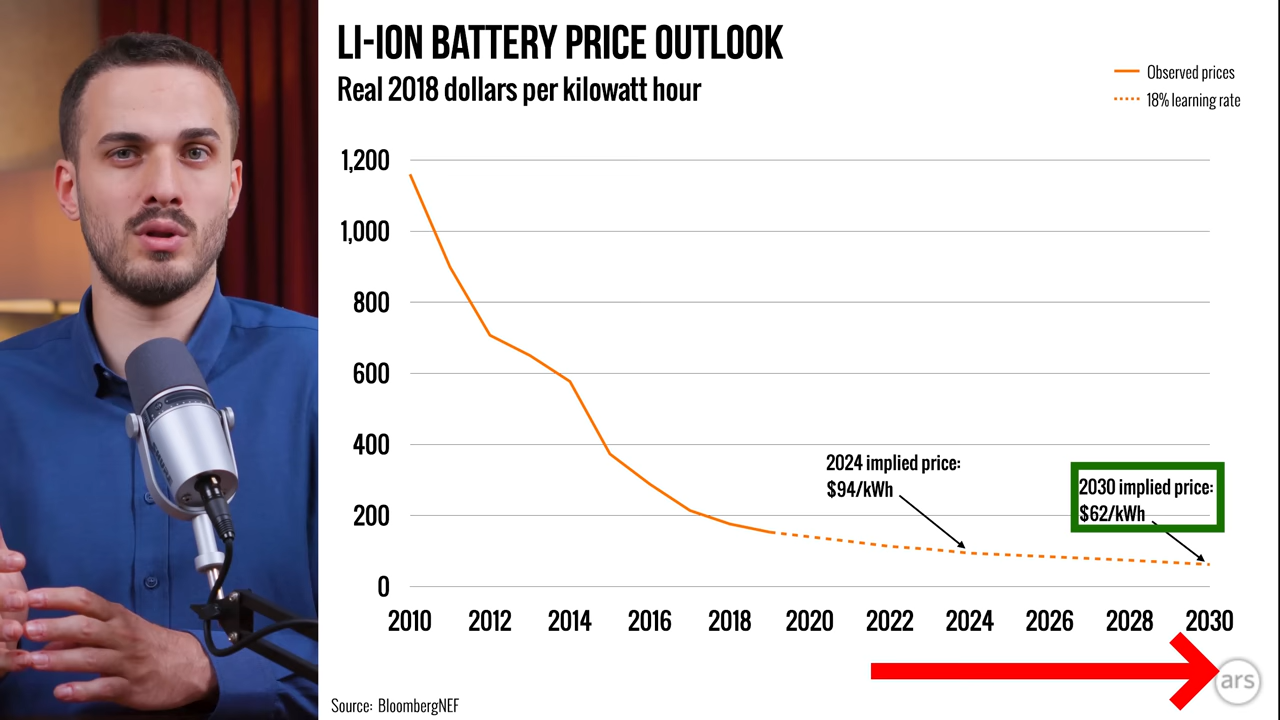 LI-ION BATTERY PRICE OUTLOOK
Real 2018 dollars per kilowatt hour
Observed prices
18% learning rate
1,200
1,000
800
600
400
200
0
2024 implied price:
$94/kWh
2030 implied price:
$62/kWh
2010 2012 2014 2016 2018 2020 2022 2024 2026 2028 2030
ars
Source: BloombergNEF